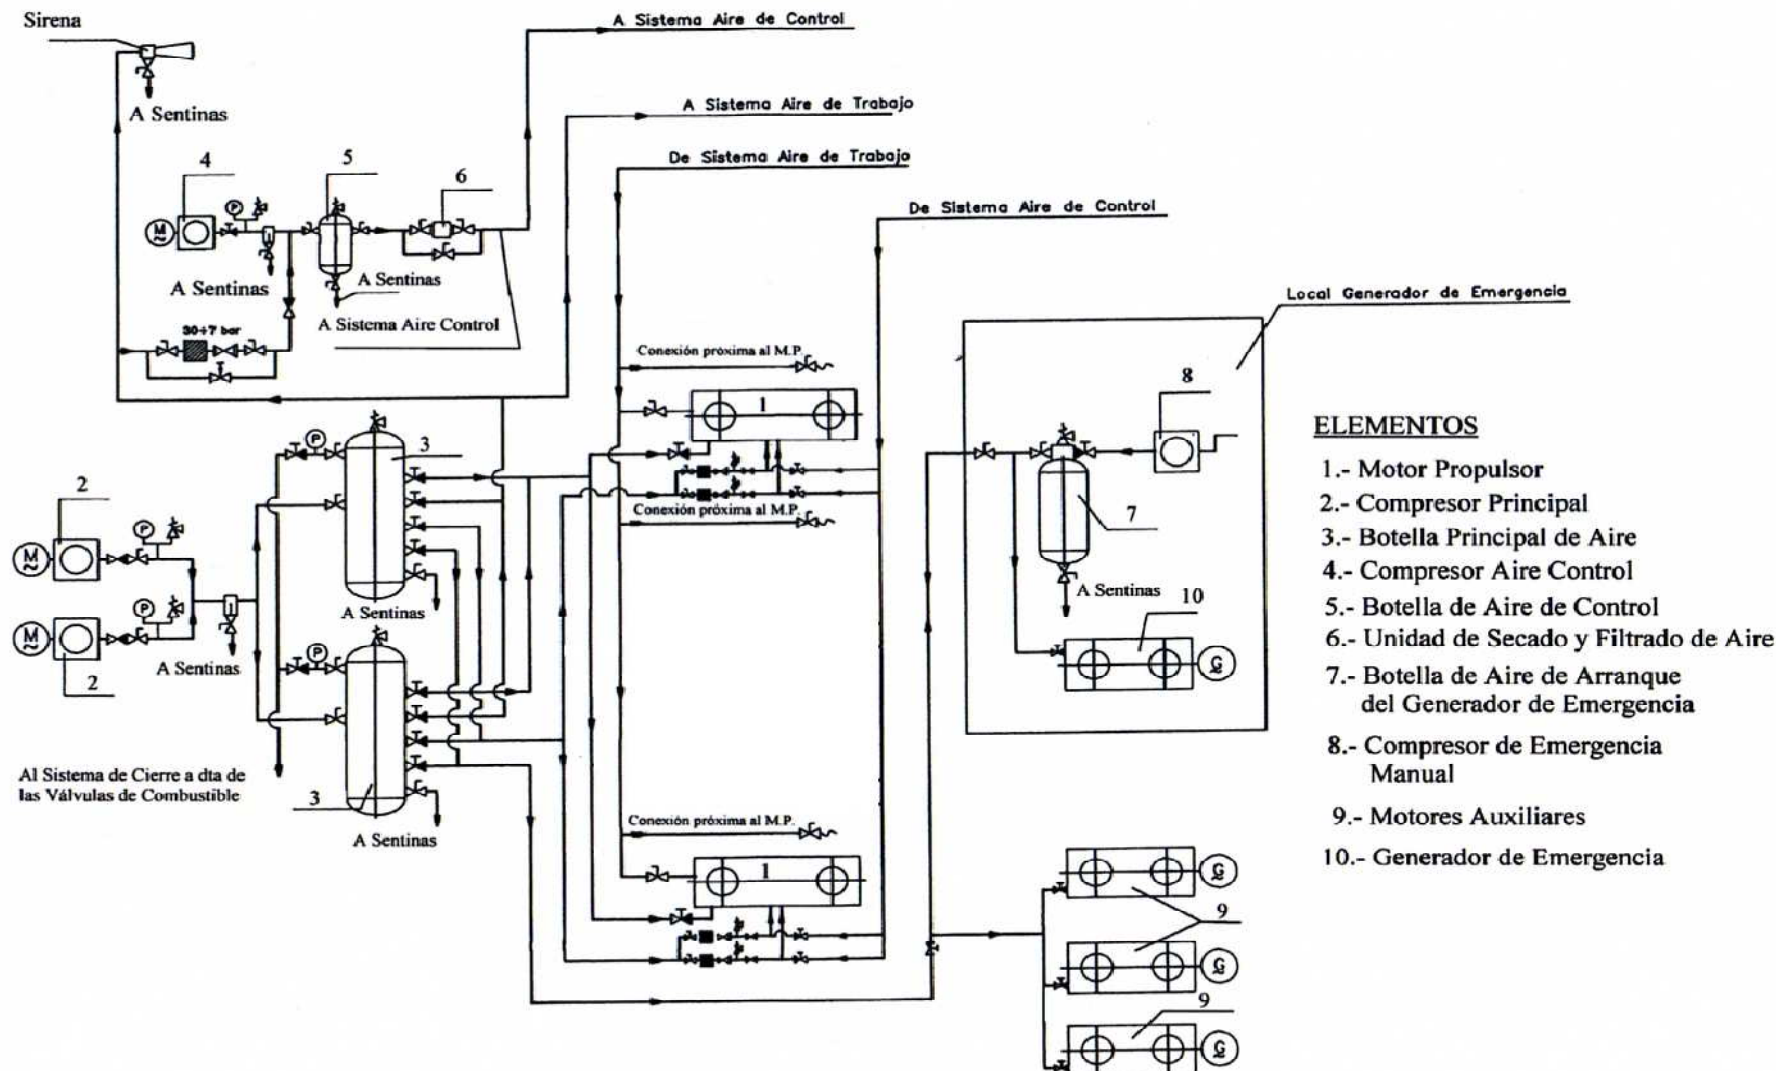 Sirena
A Sistema Aire de Control
A Sentinas
A Sistema Aire de Trabajo
De Sistema Aire de Trabajo
4
5
6
P
M
De Sistema Aire de Control
A Sentinas
A Sentinas
A Sistema Aire Control
30÷7 bar
Local Generador de Emergencia
Conexión próxima al M.P.
1
8
P
3
2
P
M
Conexión próxima al M.P.
7
P
M
A Sentinas
A Sentinas
10
G
A Sentinas
2
P
Al Sistema de Cierre a dta de
las Válvulas de Combustible
3
A Sentinas
Conexión próxima al M.P.
1
G
9
G
9
G
ELEMENTOS
1.- Motor Propulsor
2.- Compresor Principal
3.- Botella Principal de Aire
4.- Compresor Aire Control
5.- Botella de Aire de Control
6.- Unidad de Secado y Filtrado de Aire
7.- Botella de Aire de Arranque
del Generador de Emergencia
8.- Compresor de Emergencia
Manual
9.- Motores Auxiliares
10.- Generador de Emergencia